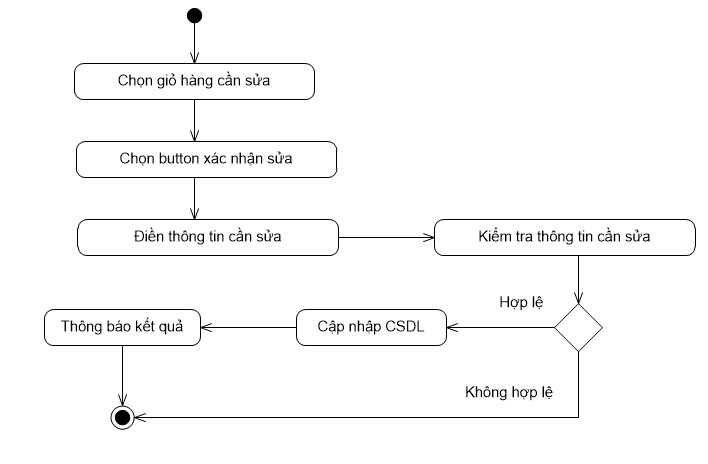 Chọn giỏ hàng cần sửa
Chọn button xác nhận sửa
Điền thông tin cần sửa
Kiểm tra thông tin cần sửa
Hợp lệ
Cập nhập CSDL
Thông báo kết quả
Không hợp lệ